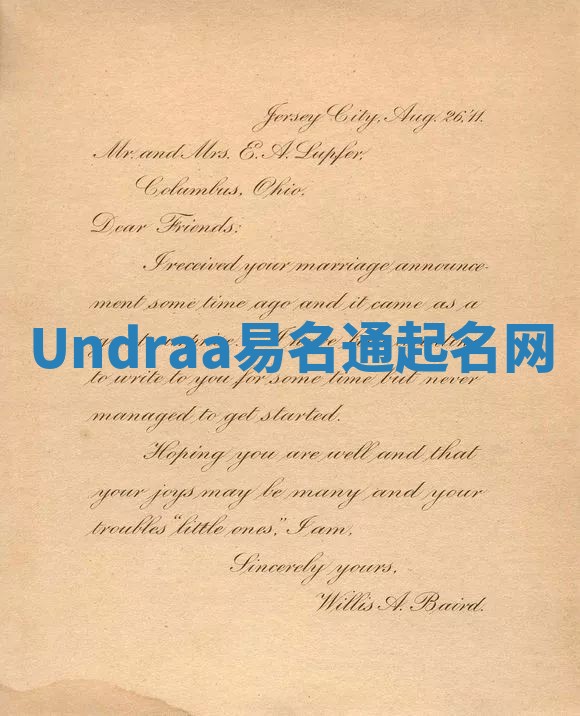 Jersey City, Aug. 26, '11.
Mr. and Mrs. E. A. Lupfer,
Columbus, Ohio.
Dear Friends:
I received your marriage announce-
ment some time ago and it came as a
Undraa易名通起名网
to write to you for some time but never
managed to get started.
Hoping you are well and that
your joys may be many and your
troubles "little ones," I am,
Sincerely yours,
Willis A. Baird.